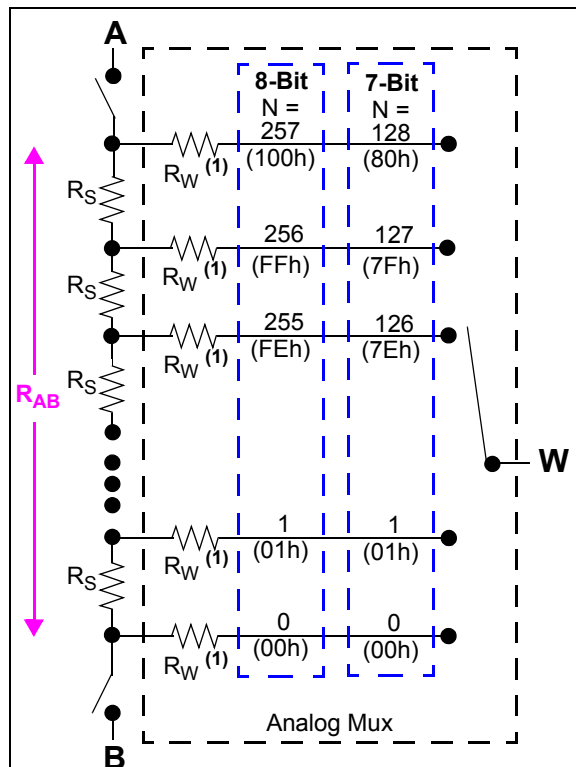 A
8-Bit 7-Bit
N = N =
257 128
(100h) (80h)
RW (1)
RS
256 127
(FFh) (7Fh)
RW (1)
RS
255 126
(FEh) (7Eh)
RW (1)
RS
RAB
W
1 1
(01h) (01h)
RW (1)
RS
0 0
(00h) (00h)
RW (1)
Analog Mux
B